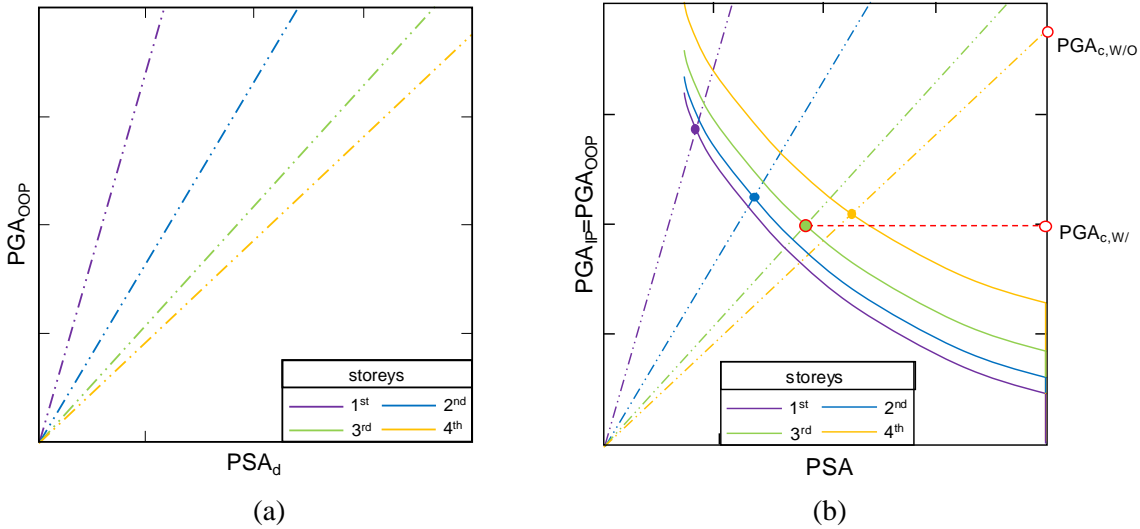 PGA_OOP
storeys
1st 2nd
3rd 4th
PSA_d
(a)
PGA_IP=PGA_OOP
PGA_c,W/O
PGA_c,W/
storeys
1st 2nd
3rd 4th
PSA
(b)